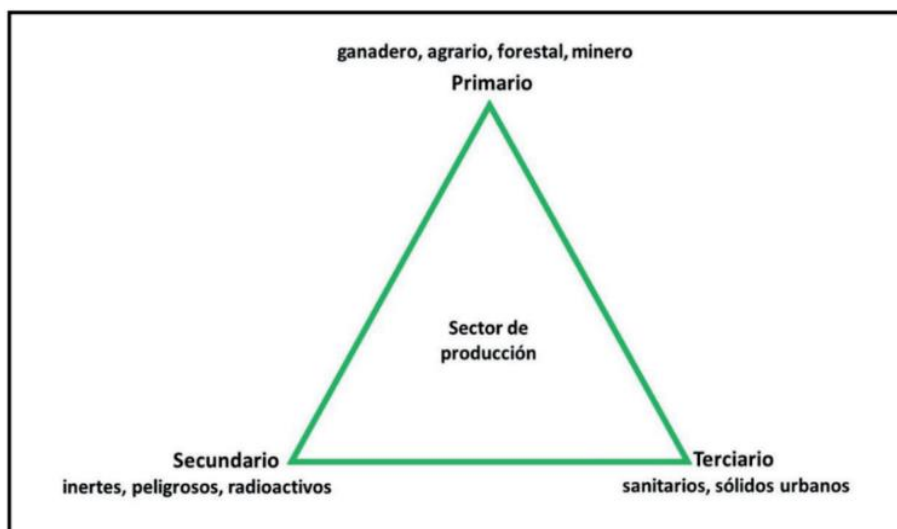 ganadero, agrario, forestal, minero
Primario
Sector de
producción
Secundario
inertes, peligrosos, radioactivos
Terciario
sanitarios, sólidos urbanos